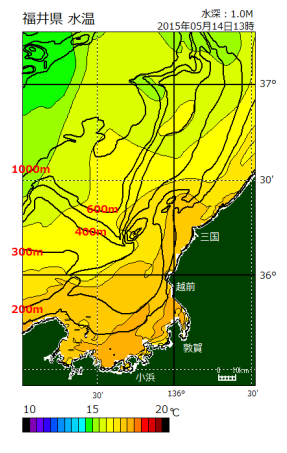 福井県 水温
水深：1.0M
2015年05月14日13時
37°
1000m
30′
600m
400m
三国
300m
36°
越前
200m
敦賀
小浜
0 10km
30′ 136° 30′
10 15 20 ℃